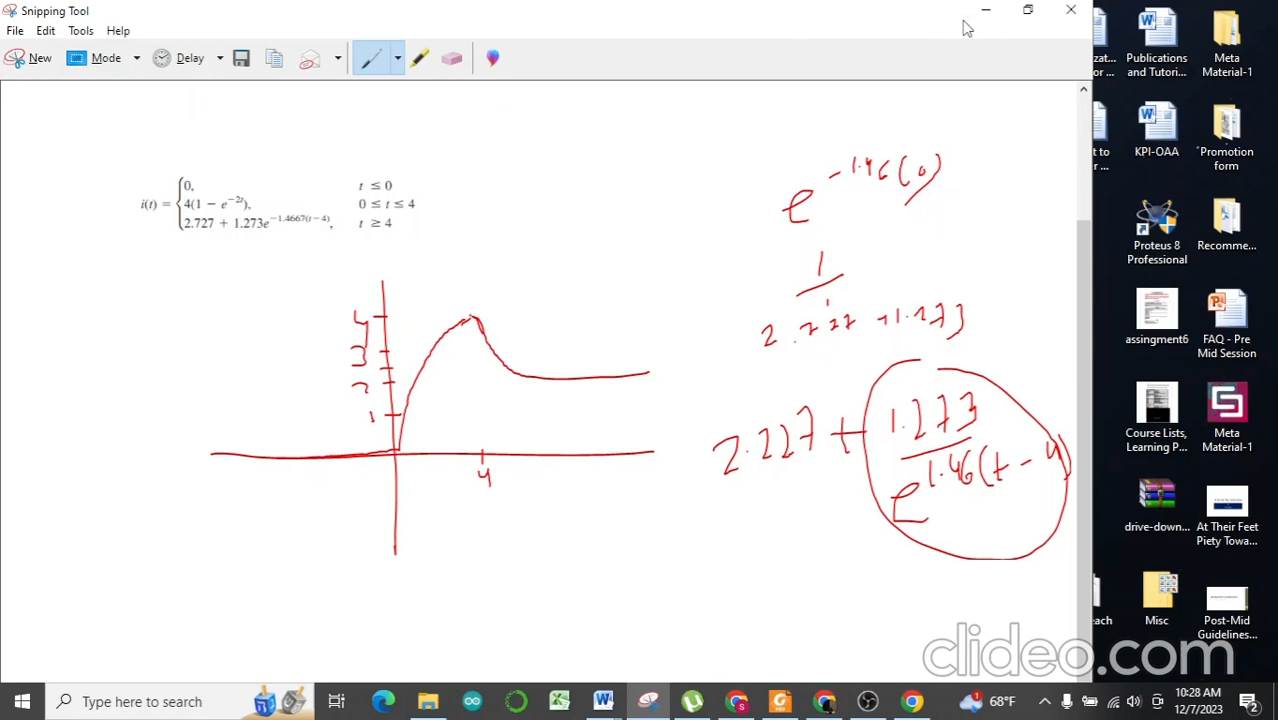 Snipping Tool
File Edit Tools Help
New Mode Delay
i(t) = { 0, t ≤ 0
4(1 − e^{−2t}), 0 ≤ t ≤ 4
2.727 + 1.273e^{−1.4667(t−4)}, t ≥ 4
e^{-1.46(0)}
1
2.727 +1.273
2.227 + 1.273
e^{1.46(t-4)}
4
3
2
1
4
Publications and Tutori...
Meta Material-1
KPI-OAA
Promotion form
Proteus 8 Professional
Recomme...
assingment6
FAQ - Pre Mid Session
Course Lists, Learning P...
Meta Material-1
drive-down...
At Their Feet Piety Towa...
Misc
Post-Mid Guidelines...
clideo.com
Type here to search
68°F
10:28 AM
12/7/2023
2